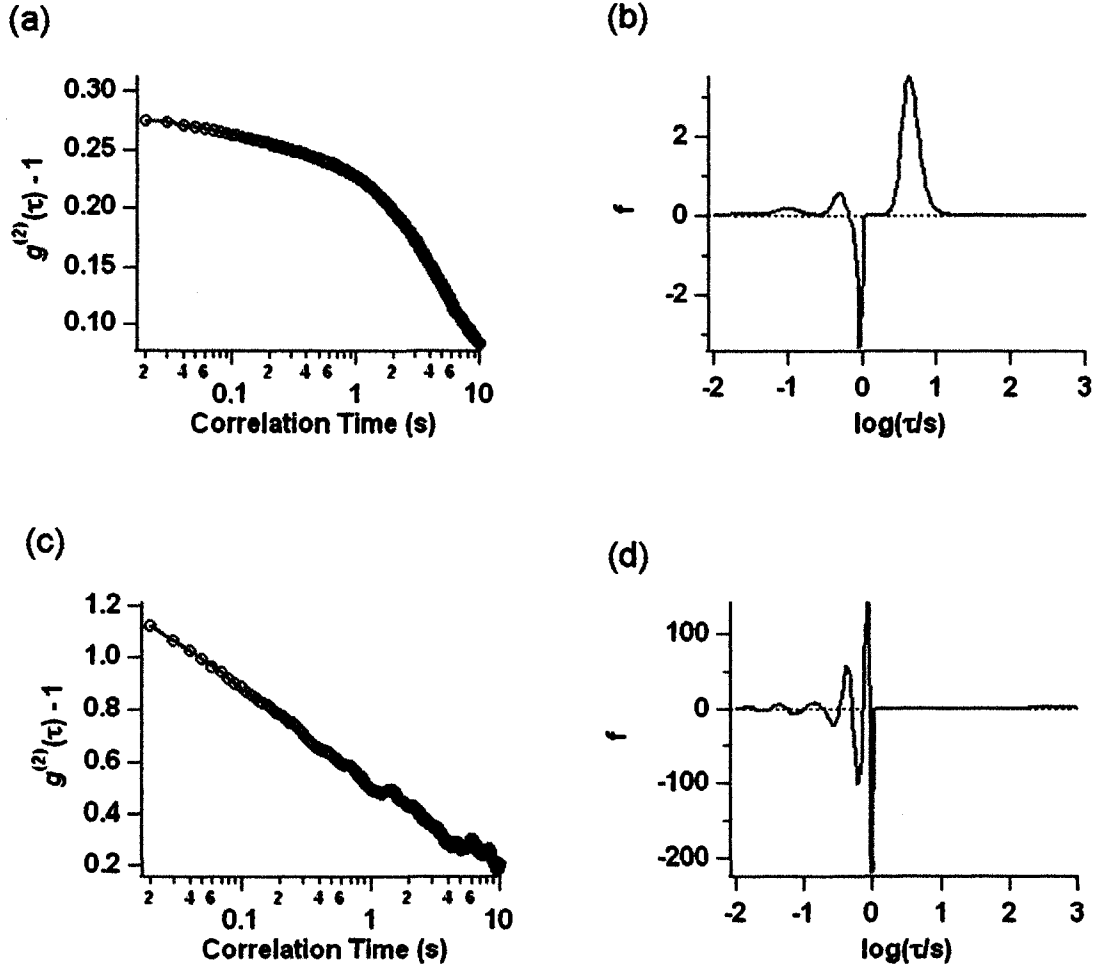 (a)
0.30
0.25
0.20
0.15
0.10
g(2)(τ) - 1
2 4 6 2 4 6 2 4 6
0.1 1 10
Correlation Time (s)
(b)
2
0
-2
f
-2 -1 0 1 2 3
log(τ/s)
(c)
1.2
1.0
0.8
0.6
0.4
0.2
g(2)(τ) - 1
2 4 6 2 4 6 2 4 6
0.1 1 10
Correlation Time (s)
(d)
100
0
-100
-200
f
-2 -1 0 1 2 3
log(τ/s)